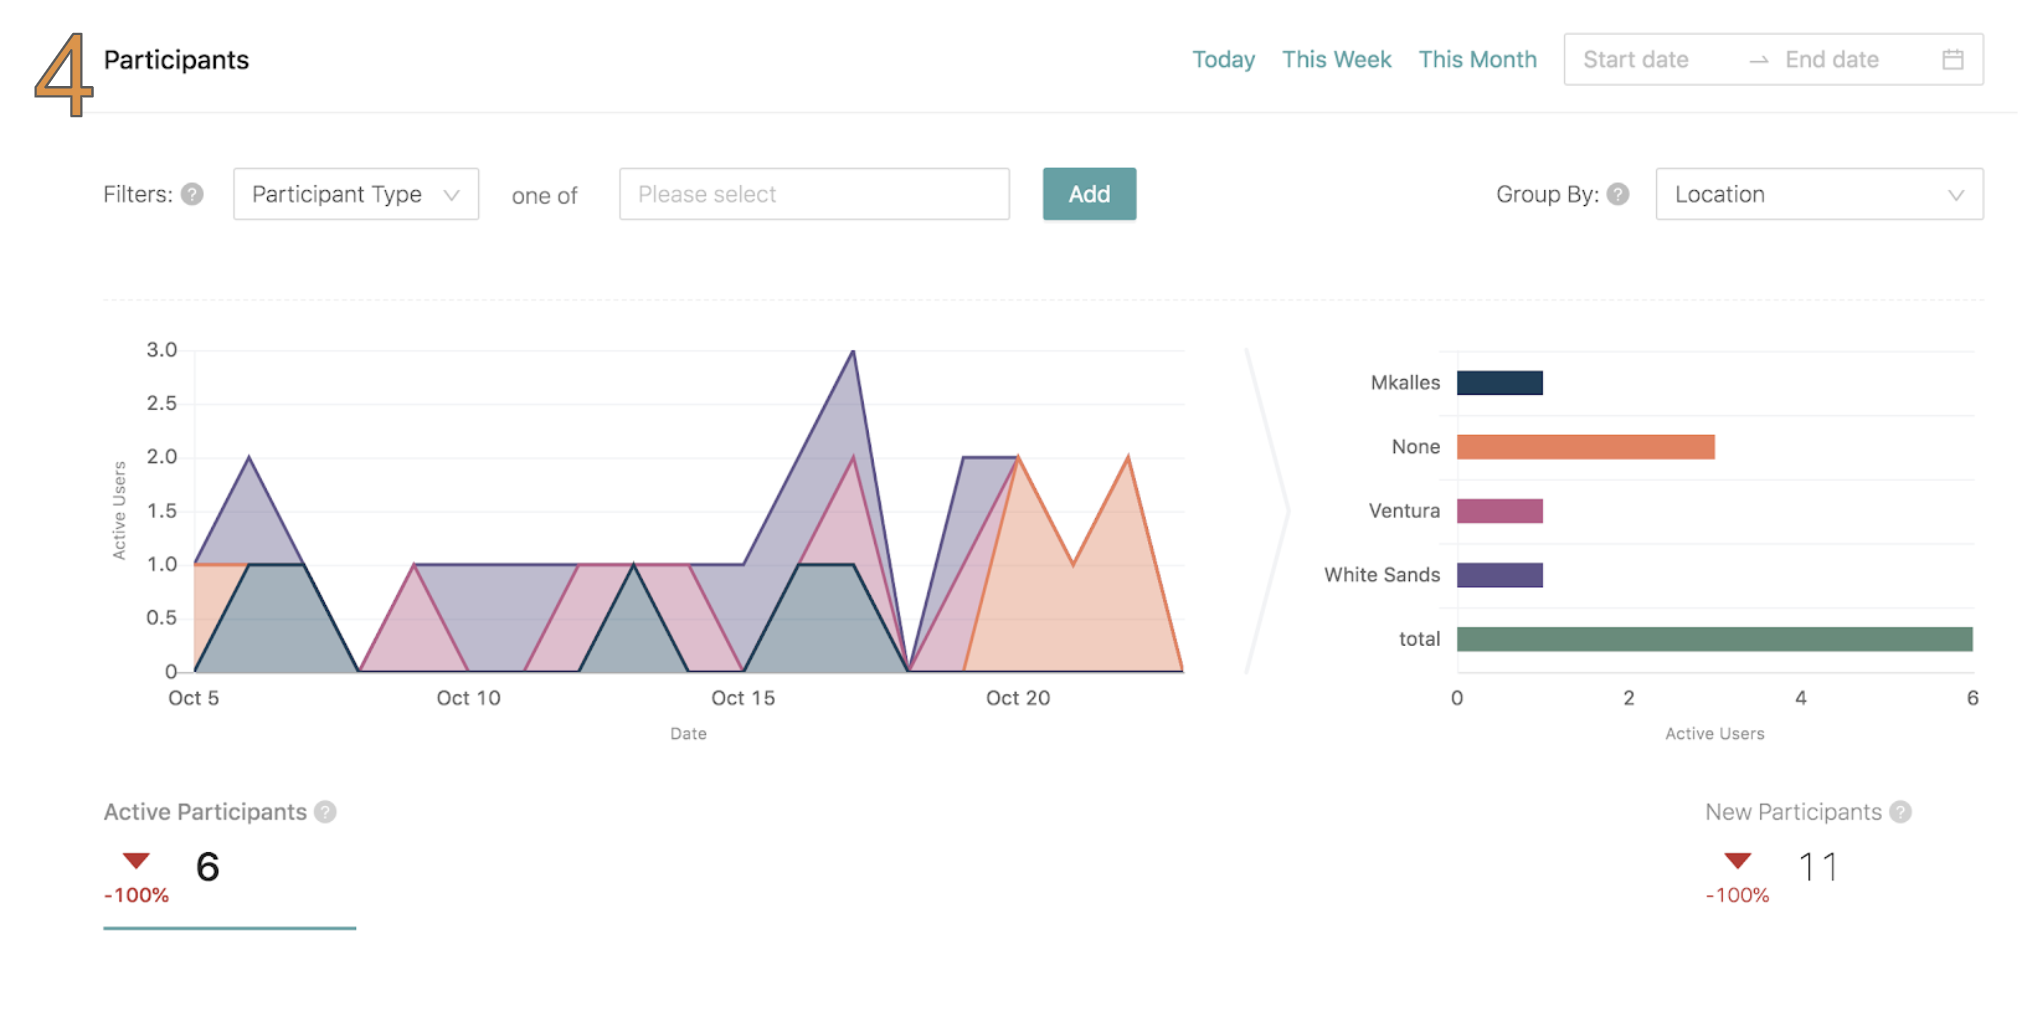 4 Participants Today This Week This Month Start date End date
Filters: ? Participant Type one of Please select Add Group By: ? Location
3.0
2.5
2.0
1.5
1.0
0.5
0
Active Users
Oct 5 Oct 10 Oct 15 Oct 20
Date
Mkalles
None
Ventura
White Sands
total
0 2 4 6
Active Users
Active Participants ?
6
-100%
New Participants ?
11
-100%